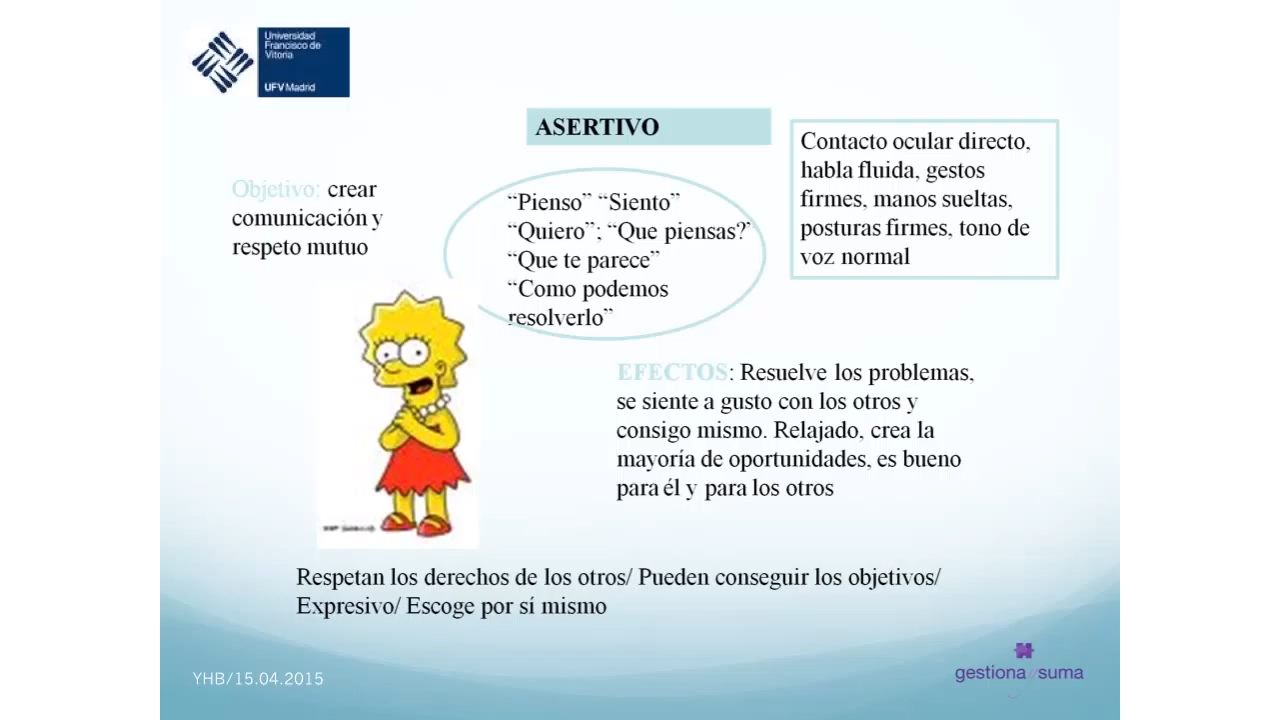 Universidad
Francisco de
Vitoria
UFV Madrid
ASERTIVO
Objetivo: crear
comunicación y
respeto mutuo
“Pienso” “Siento”
“Quiero”; “Que piensas?”
“Que te parece”
“Como podemos
resolverlo”
Contacto ocular directo,
habla fluida, gestos
firmes, manos sueltas,
posturas firmes, tono de
voz normal
EFECTOS: Resuelve los problemas,
se siente a gusto con los otros y
consigo mismo. Relajado, crea la
mayoría de oportunidades, es bueno
para él y para los otros
Respetan los derechos de los otros/ Pueden conseguir los objetivos/
Expresivo/ Escoge por sí mismo
YHB/15.04.2015
gestionaysuma